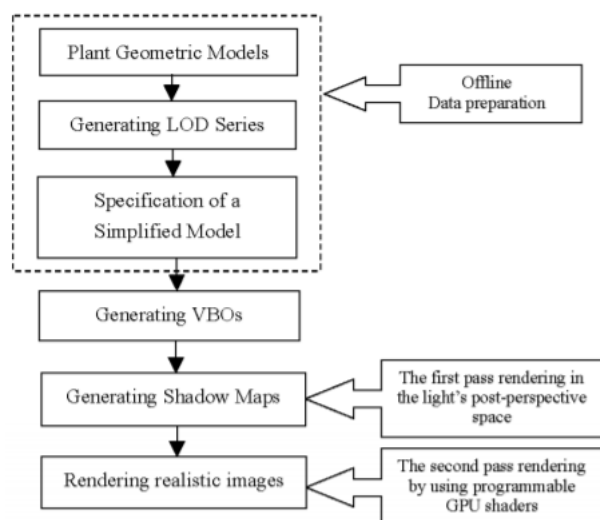 Plant Geometric Models
Offline
Data preparation
Generating LOD Series
Specification of a
Simplified Model
Generating VBOs
Generating Shadow Maps
The first pass rendering in
the light's post-perspective
space
Rendering realistic images
The second pass rendering
by using programmable
GPU shaders